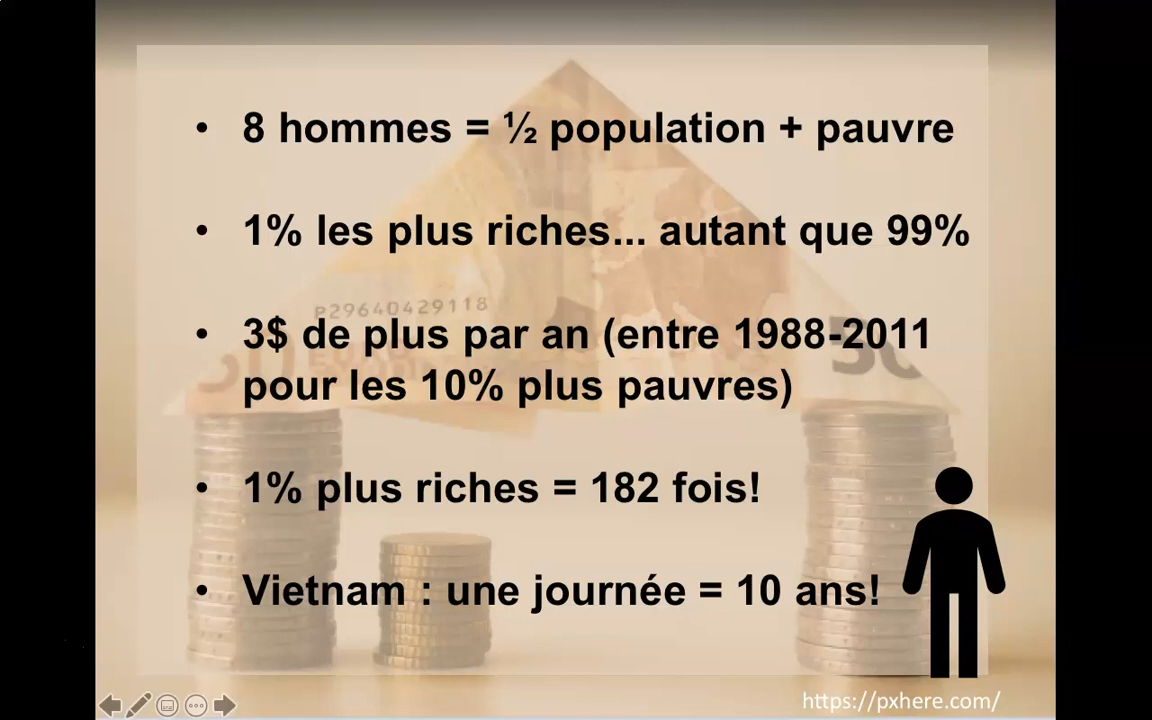 • 8 hommes = ½ population + pauvre
• 1% les plus riches... autant que 99%
P29640429118
• 3$ de plus par an (entre 1988-2011
pour les 10% plus pauvres)
• 1% plus riches = 182 fois!
• Vietnam : une journée = 10 ans!
https://pxhere.com/